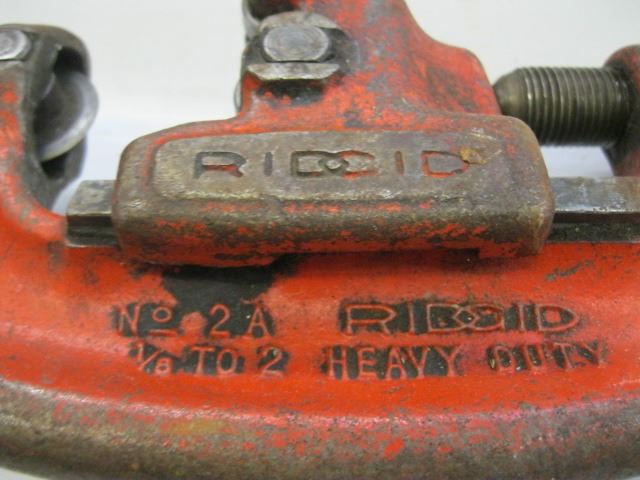 RIDGID
No 2A RIDGID
1/8 TO 2 HEAVY DUTY